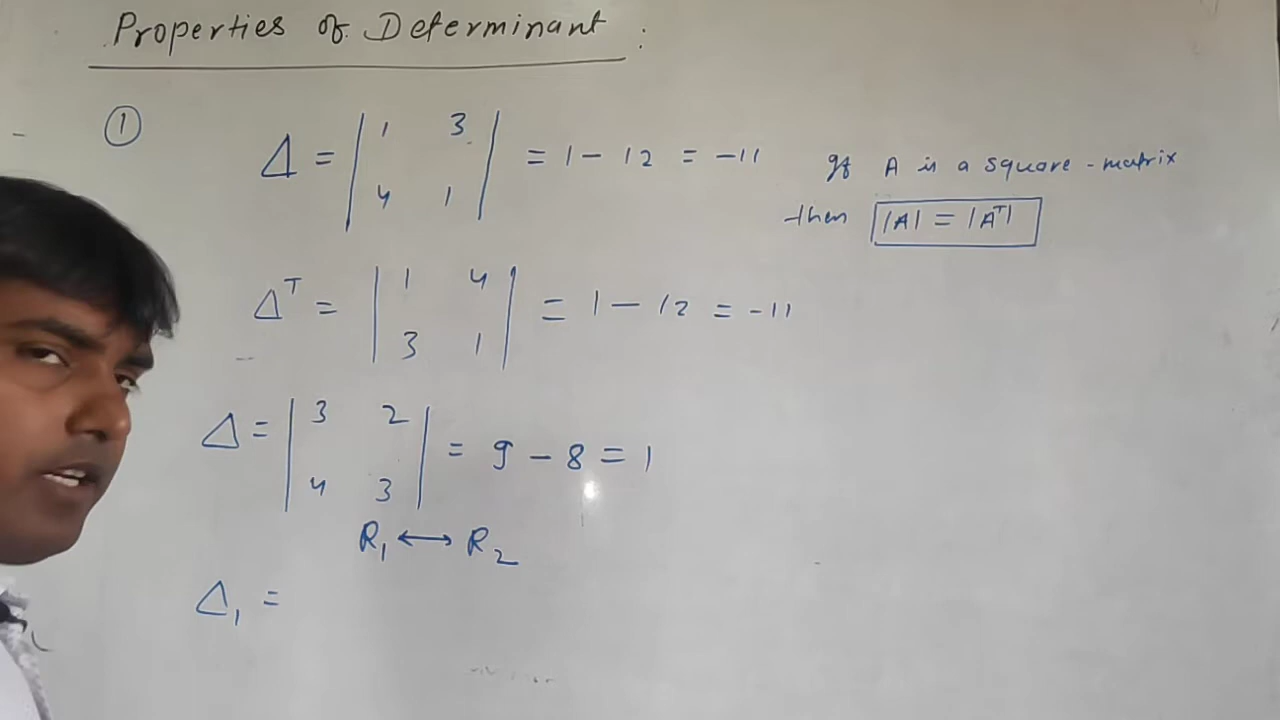 Properties of Determinant :
① Δ = | 1 3 | = 1 - 12 = -11
| 4 1 |
If A is a square-matrix
then |A| = |Aᵀ|
Δᵀ = | 1 4 | = 1 - 12 = -11
| 3 1 |
Δ = | 3 2 | = 9 - 8 = 1
| 4 3 |
R₁ ↔ R₂
Δ₁ =